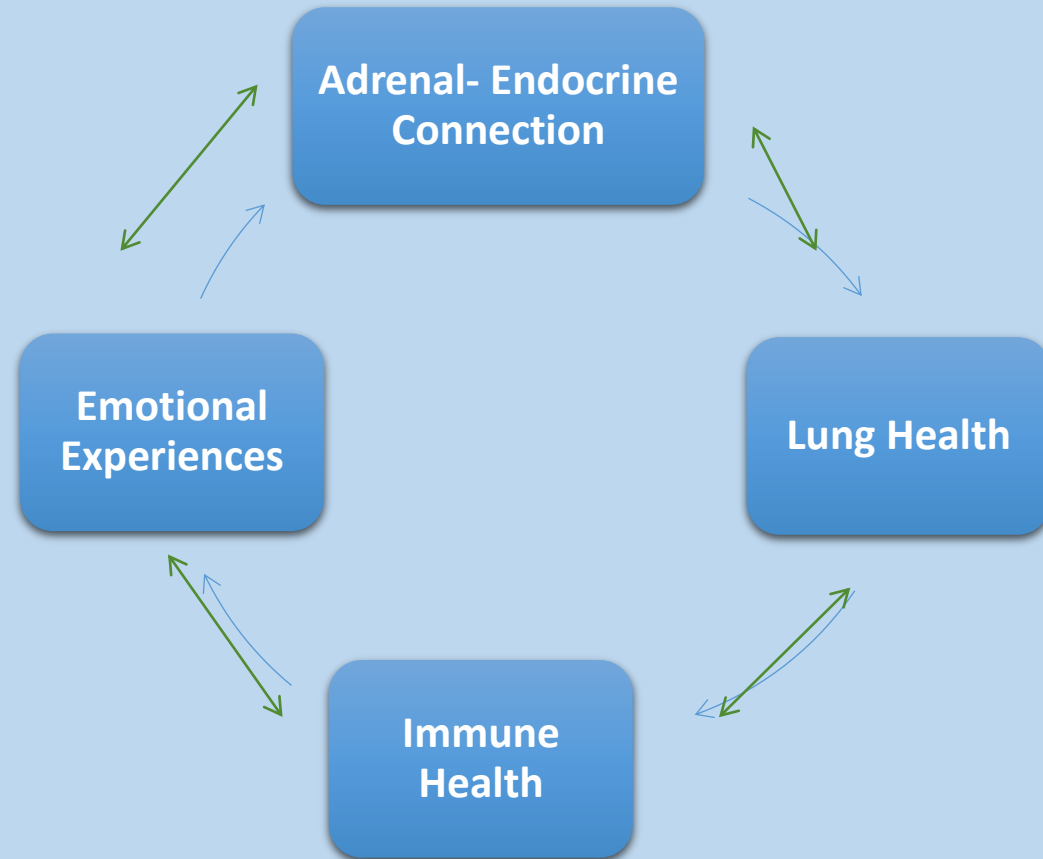 Adrenal- Endocrine
Connection
Emotional
Experiences
Lung Health
Immune
Health